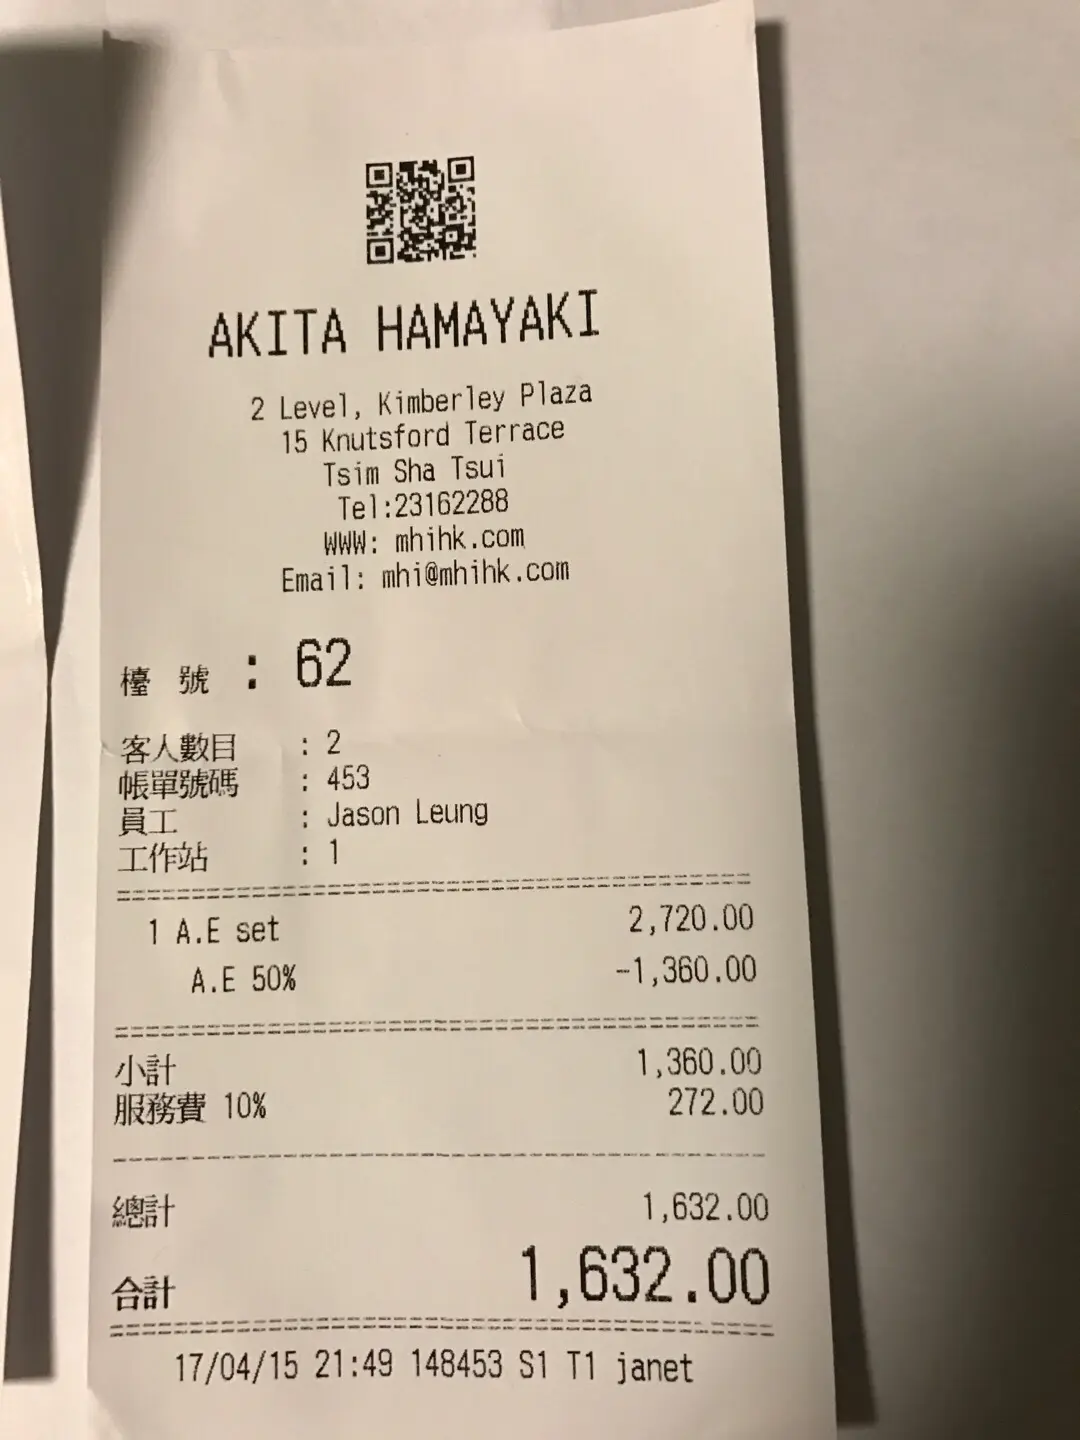 AKITA HAMAYAKI
2 Level, Kimberley Plaza
15 Knutsford Terrace
Tsim Sha Tsui
Tel:23162288
WWW: mhihk.com
Email: mhi@mhihk.com
檯 號 : 62
客人數目 : 2
帳單號碼 : 453
員工 : Jason Leung
工作站 : 1
1 A.E set 2,720.00
A.E 50% -1,360.00
小計 1,360.00
服務費 10% 272.00
總計 1,632.00
合計 1,632.00
17/04/15 21:49 148453 S1 T1 janet